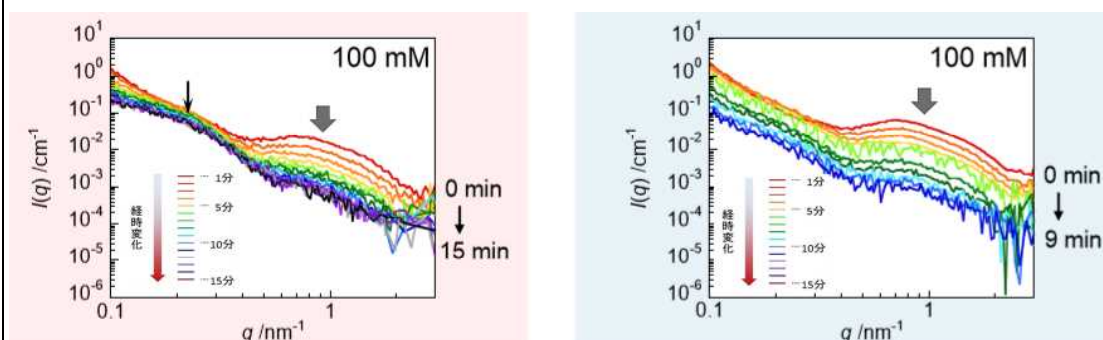 10¹
10⁰
10⁻¹
10⁻²
10⁻³
10⁻⁴
10⁻⁵
10⁻⁶
I(q) /cm⁻¹
100 mM
経時変化
1分
5分
10分
15分
0 min
15 min
0.1
1
q /nm⁻¹
10¹
10⁰
10⁻¹
10⁻²
10⁻³
10⁻⁴
10⁻⁵
10⁻⁶
I(q) /cm⁻¹
100 mM
経時変化
1分
5分
10分
15分
0 min
9 min
0.1
1
q /nm⁻¹